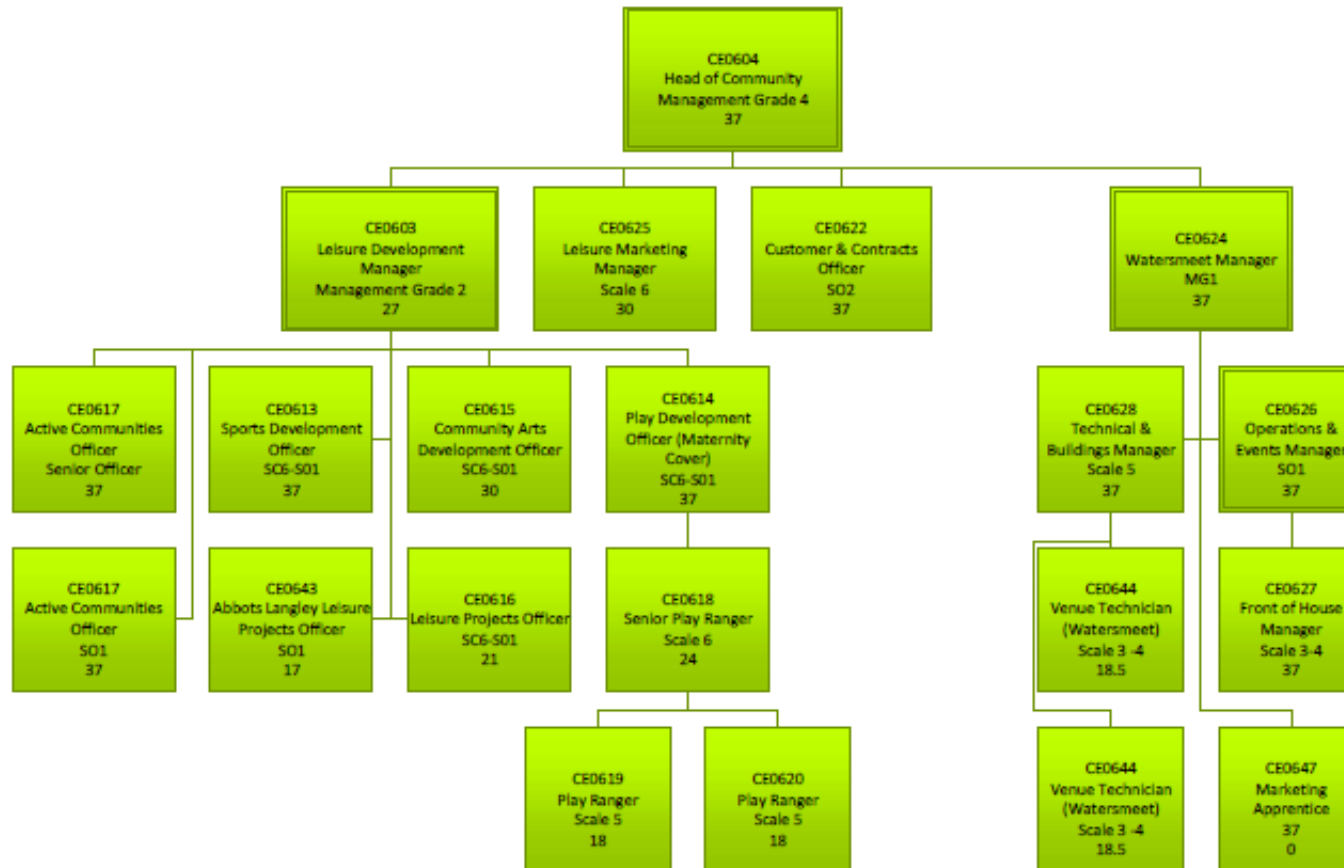 CE0604
Head of Community
Management Grade 4
37
CE0603
Leisure Development
Manager
Management Grade 2
27
CE0625
Leisure Marketing
Manager
Scale 6
30
CE0622
Customer & Contracts
Officer
SO2
37
CE0624
Watersmeet Manager
MG1
37
CE0617
Active Communities
Officer
Senior Officer
37
CE0613
Sports Development
Officer
SC6-S01
37
CE0615
Community Arts
Development Officer
SC6-S01
30
CE0614
Play Development
Officer (Maternity
Cover)
SC6-S01
37
CE0628
Technical &
Buildings Manager
Scale 5
37
CE0626
Operations &
Events Manager
SO1
37
CE0617
Active Communities
Officer
SO1
37
CE0643
Abbots Langley Leisure
Projects Officer
SO1
17
CE0616
Leisure Projects Officer
SC6-S01
21
CE0618
Senior Play Ranger
Scale 6
24
CE0644
Venue Technician
(Watersmeet)
Scale 3 -4
18.5
CE0627
Front of House
Manager
Scale 3-4
37
CE0619
Play Ranger
Scale 5
18
CE0620
Play Ranger
Scale 5
18
CE0644
Venue Technician
(Watersmeet)
Scale 3 -4
18.5
CE0647
Marketing
Apprentice
37
0